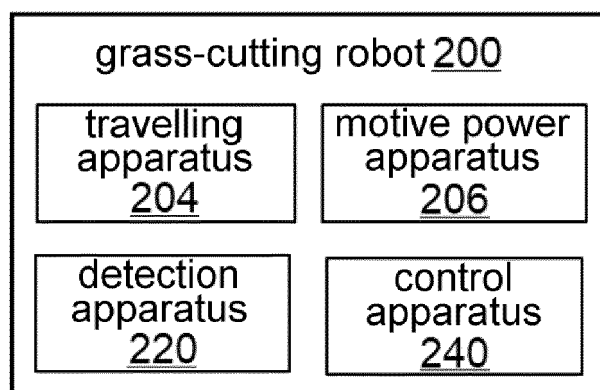 grass-cutting robot 200
travelling
apparatus
204
motive power
apparatus
206
detection
apparatus
220
control
apparatus
240